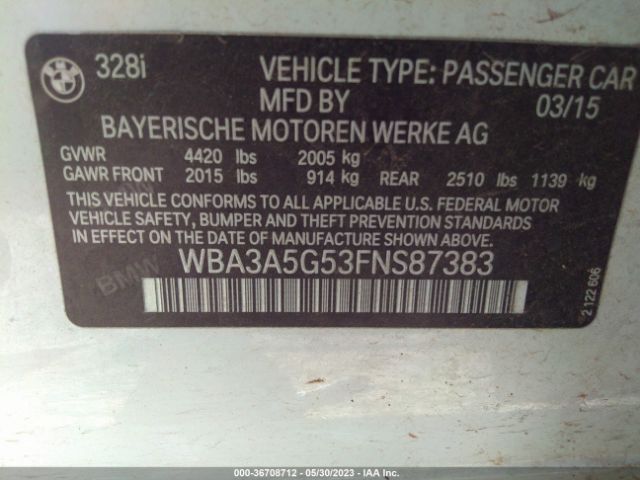 BMW 328i VEHICLE TYPE: PASSENGER CAR
MFD BY 03/15
BAYERISCHE MOTOREN WERKE AG
GVWR 4420 lbs 2005 kg
GAWR FRONT 2015 lbs 914 kg REAR 2510 lbs 1139 kg
THIS VEHICLE CONFORMS TO ALL APPLICABLE U.S. FEDERAL MOTOR
VEHICLE SAFETY, BUMPER AND THEFT PREVENTION STANDARDS
IN EFFECT ON THE DATE OF MANUFACTURE SHOWN ABOVE.
BMW WBA3A5G53FNS87383
2 122 606
000-36708712 - 05/30/2023 - IAA Inc.